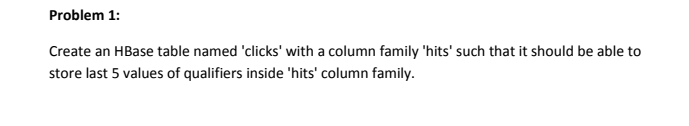 Problem 1:
Create an HBase table named 'clicks' with a column family 'hits' such that it should be able to
store last 5 values of qualifiers inside 'hits' column family.